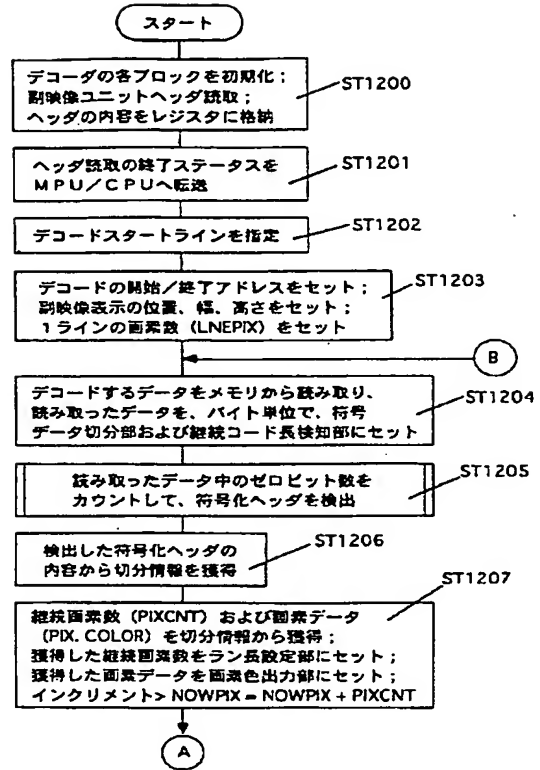 スタート
デコーダの各ブロックを初期化；
副映像ユニットヘッダ読取；
ヘッダの内容をレジスタに格納
ST1200
ヘッダ読取の終了ステータスを
ＭＰＵ／ＣＰＵへ転送
ST1201
デコードスタートラインを指定
ST1202
デコードの開始／終了アドレスをセット；
副映像表示の位置、幅、高さをセット；
１ラインの画素数（LNEPIX）をセット
ST1203
B
デコードするデータをメモリから読み取り、
読み取ったデータを、バイト単位で、符号
データ切分部および継続コード長検知部にセット
ST1204
読み取ったデータ中のゼロビット数を
カウントして、符号化ヘッダを検出
ST1205
検出した符号化ヘッダの
内容から切分情報を獲得
ST1206
継続画素数（PIXCNT）および画素データ
（PIX. COLOR）を切分情報から獲得；
獲得した継続画素数をラン長設定部にセット；
獲得した画素データを画素色出力部にセット；
インクリメント> NOWPIX = NOWPIX + PIXCNT
ST1207
A